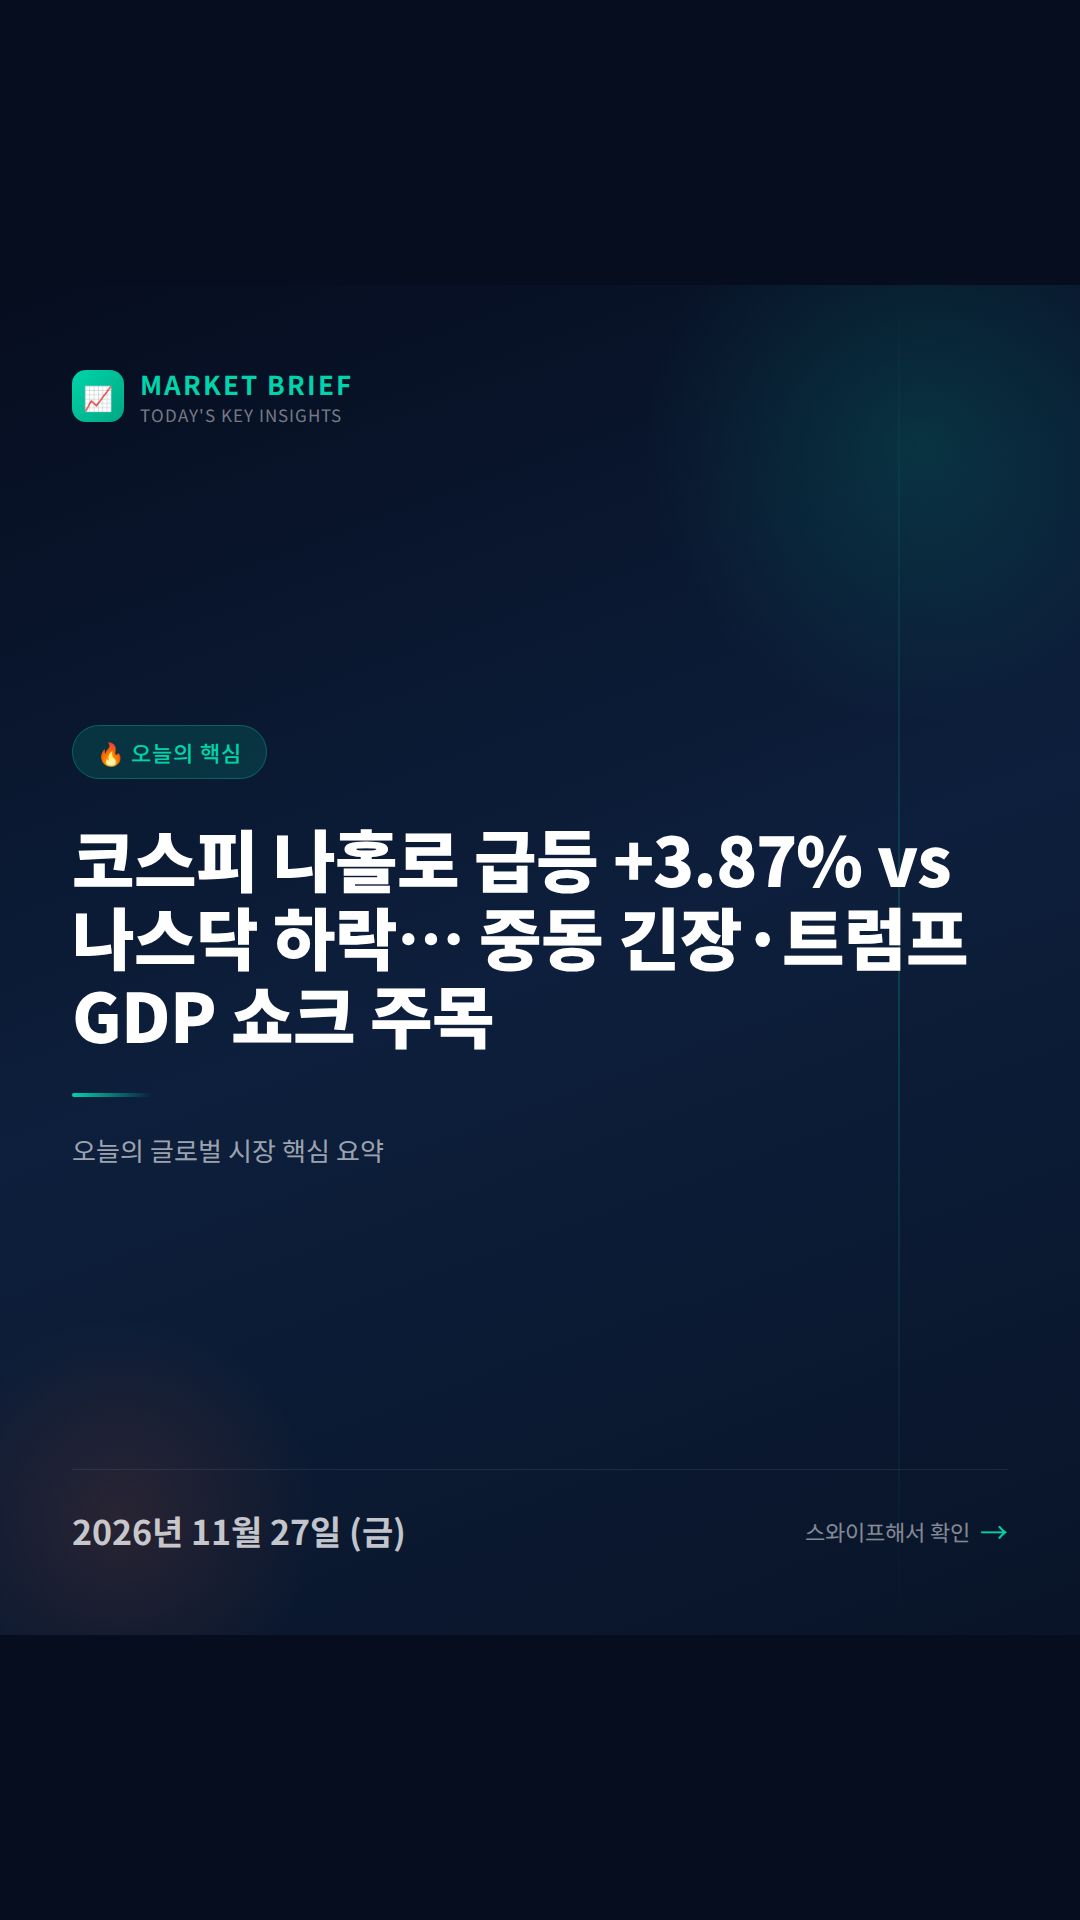 MARKET BRIEF
TODAY'S KEY INSIGHTS
오늘의 핵심
코스피 나홀로 급등 +3.87% vs
나스닥 하락… 중동 긴장·트럼프
GDP 쇼크 주목
오늘의 글로벌 시장 핵심 요약
2026년 11월 27일 (금)
스와이프해서 확인 →